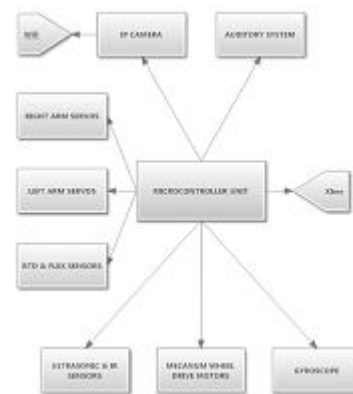 IP CAMERA
AUDITORY SYSTEM
RIGHT ARM SERVOS
LEFT ARM SERVOS
MICROCONTROLLER UNIT
XBee
RTD & FLEX SENSORS
ULTRASONIC & IR
SENSORS
MECANUM WHEEL
DRIVE MOTORS
GYROSCOPE